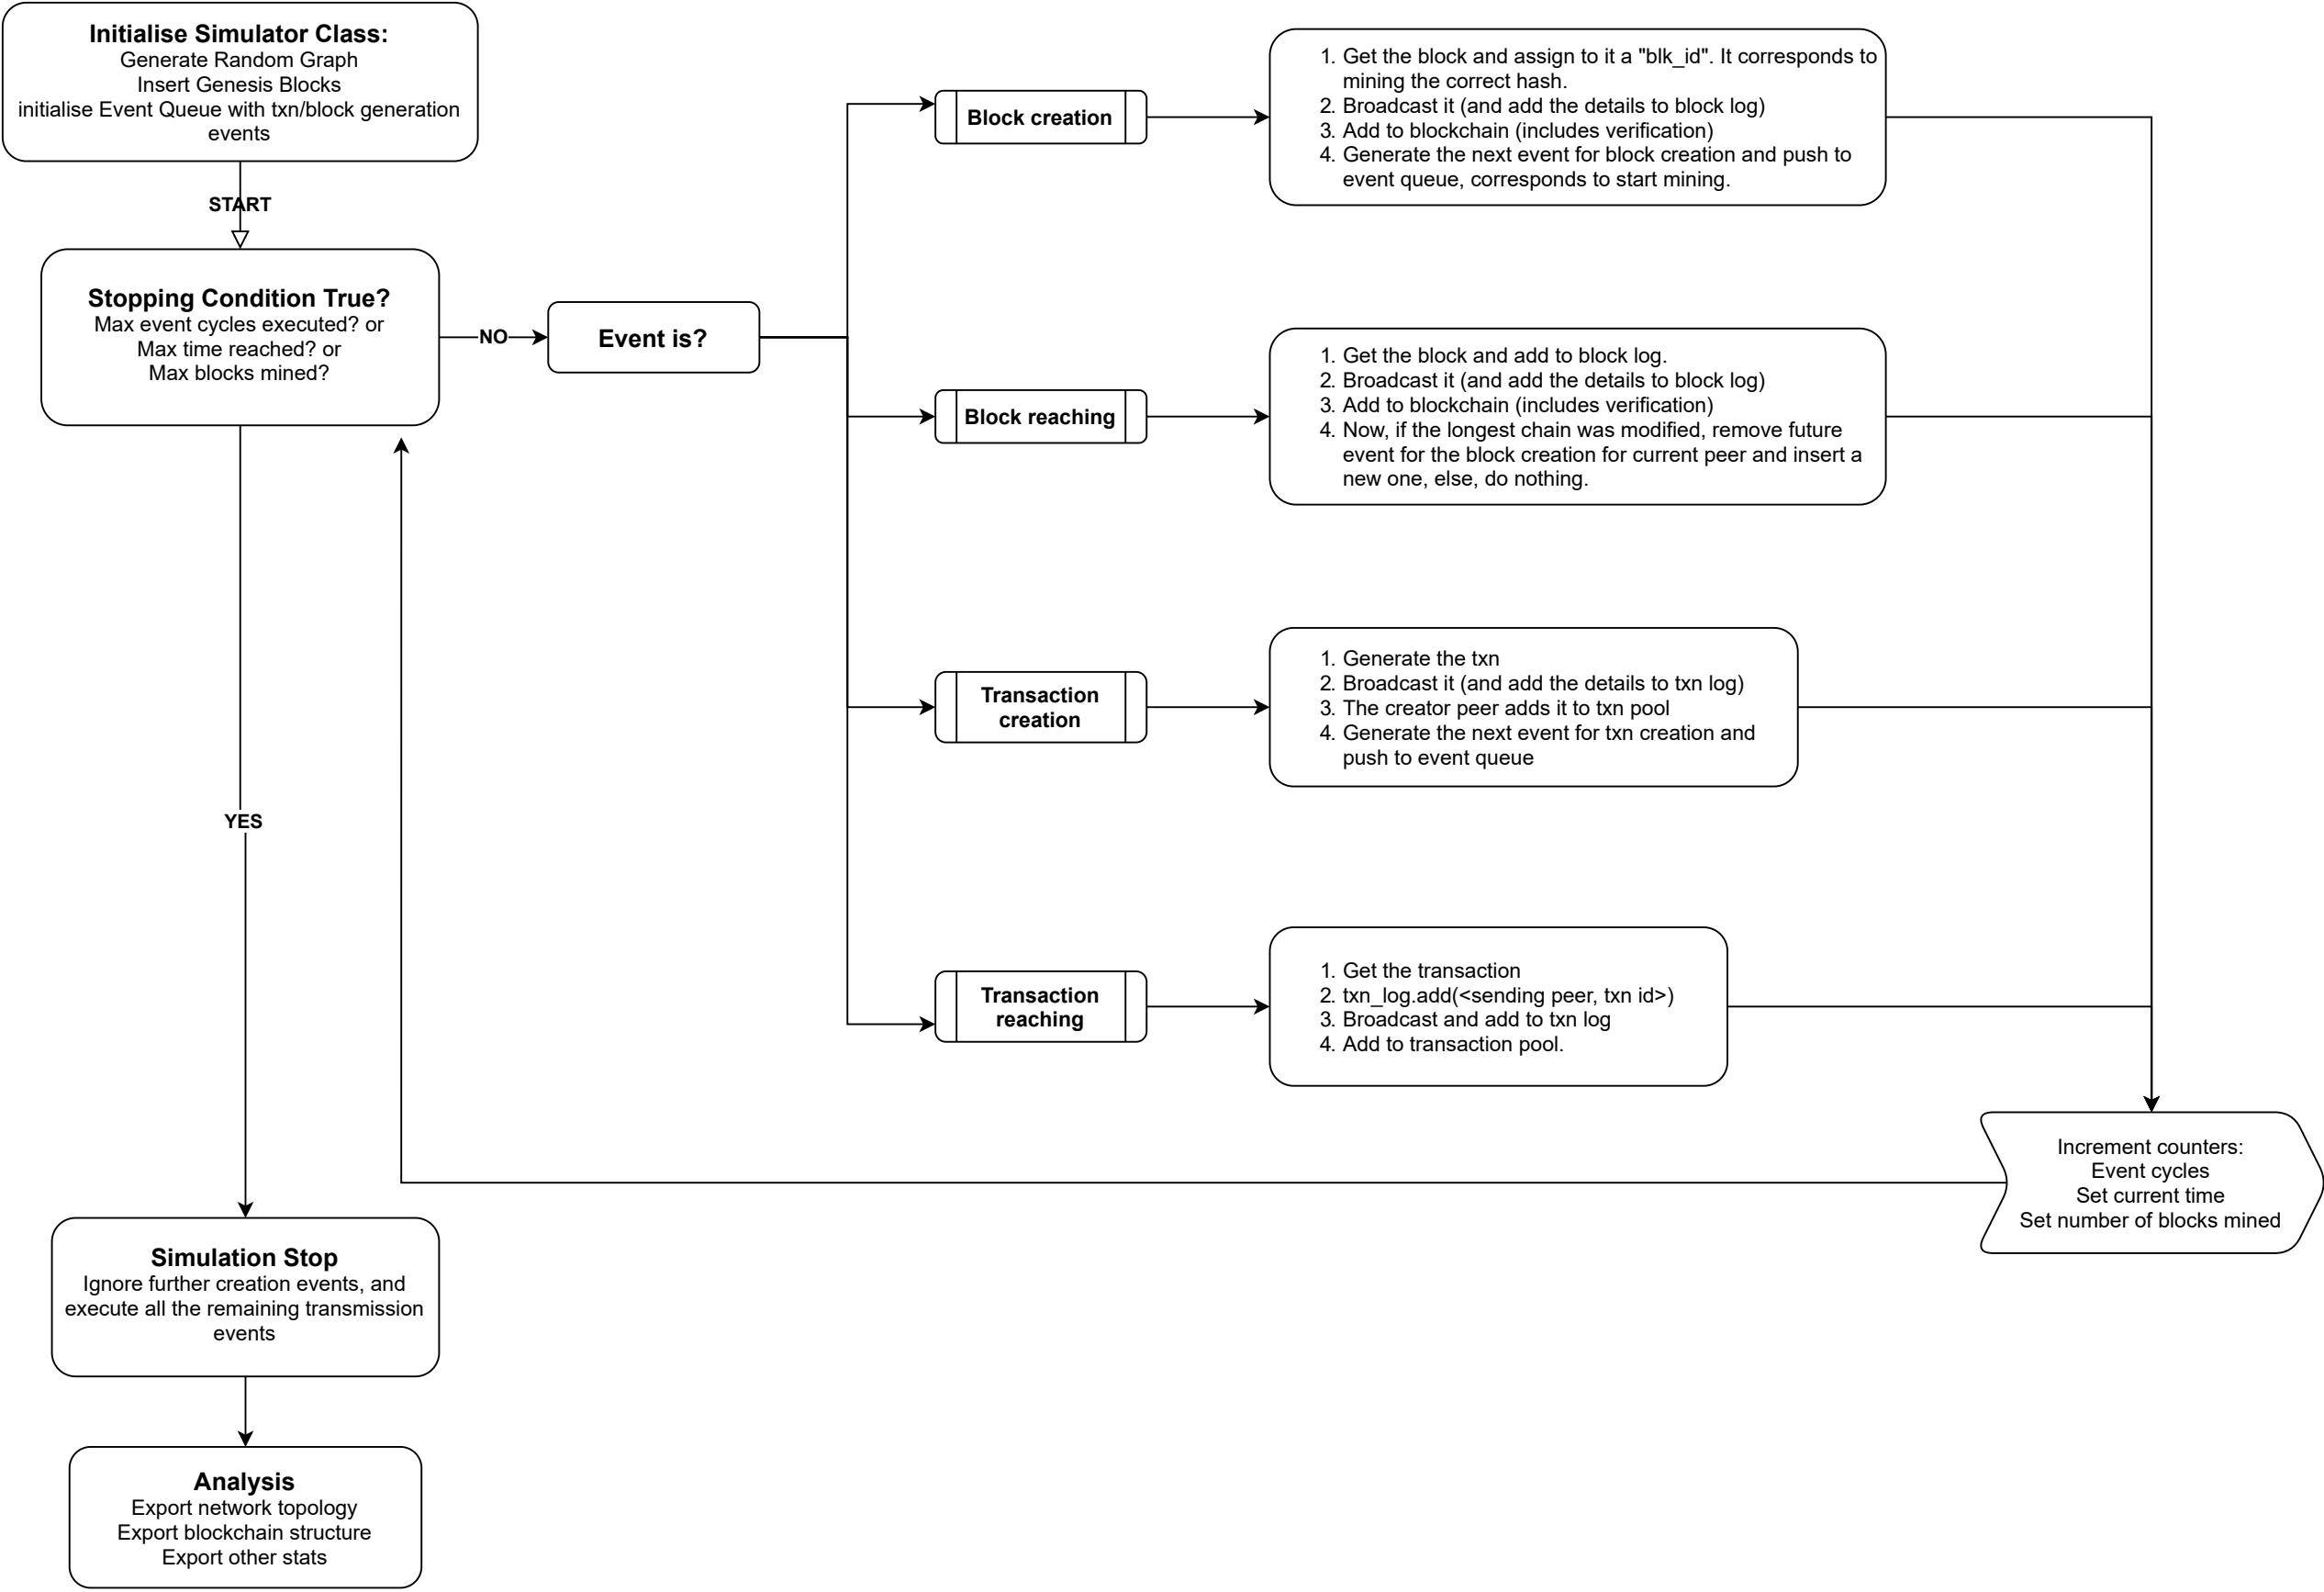 Initialise Simulator Class:
Generate Random Graph
Insert Genesis Blocks
initialise Event Queue with txn/block generation
events
START
Stopping Condition True?
Max event cycles executed? or
Max time reached? or
Max blocks mined?
NO
Event is?
Block creation
1. Get the block and assign to it a "blk_id". It corresponds to
mining the correct hash.
2. Broadcast it (and add the details to block log)
3. Add to blockchain (includes verification)
4. Generate the next event for block creation and push to
event queue, corresponds to start mining.
Block reaching
1. Get the block and add to block log.
2. Broadcast it (and add the details to block log)
3. Add to blockchain (includes verification)
4. Now, if the longest chain was modified, remove future
event for the block creation for current peer and insert a
new one, else, do nothing.
Transaction
creation
1. Generate the txn
2. Broadcast it (and add the details to txn log)
3. The creator peer adds it to txn pool
4. Generate the next event for txn creation and
push to event queue
Transaction
reaching
1. Get the transaction
2. txn_log.add(<sending peer, txn id>)
3. Broadcast and add to txn log
4. Add to transaction pool.
Increment counters:
Event cycles
Set current time
Set number of blocks mined
YES
Simulation Stop
Ignore further creation events, and
execute all the remaining transmission
events
Analysis
Export network topology
Export blockchain structure
Export other stats